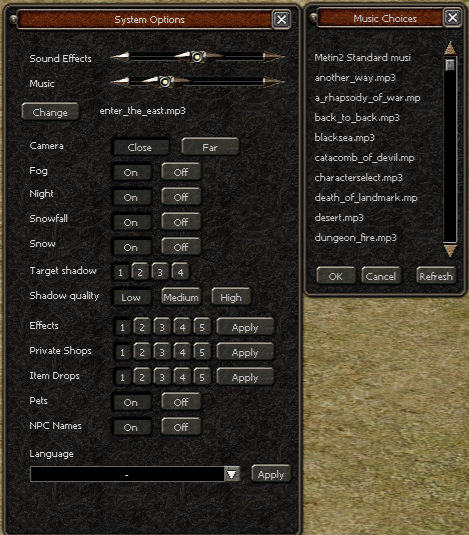 System Options
Sound Effects
Music
Change enter_the_east.mp3
Camera Close Far
Fog On Off
Night On Off
Snowfall On Off
Snow On Off
Target shadow 1 2 3 4
Shadow quality Low Medium High
Effects 1 2 3 4 5 Apply
Private Shops 1 2 3 4 5 Apply
Item Drops 1 2 3 4 5 Apply
Pets On Off
NPC Names On Off
Language
- Apply
Music Choices
Metin2 Standard musi
another_way.mp3
a_rhapsody_of_war.mp
back_to_back.mp3
blacksea.mp3
catacomb_of_devil.mp
characterselect.mp3
death_of_landmark.mp
desert.mp3
dungeon_fire.mp3
OK Cancel Refresh